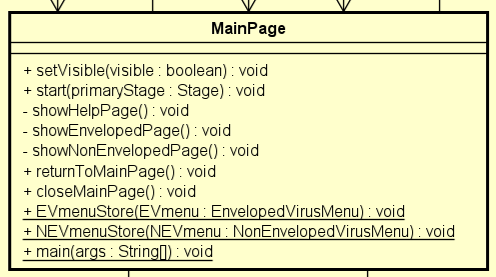 MainPage
+ setVisible(visible : boolean) : void
+ start(primaryStage : Stage) : void
- showHelpPage() : void
- showEnvelopedPage() : void
- showNonEnvelopedPage() : void
+ returnToMainPage() : void
+ closeMainPage() : void
+ EVmenuStore(EVmenu : EnvelopedVirusMenu) : void
+ NEVmenuStore(NEVmenu : NonEnvelopedVirusMenu) : void
+ main(args : String[]) : void